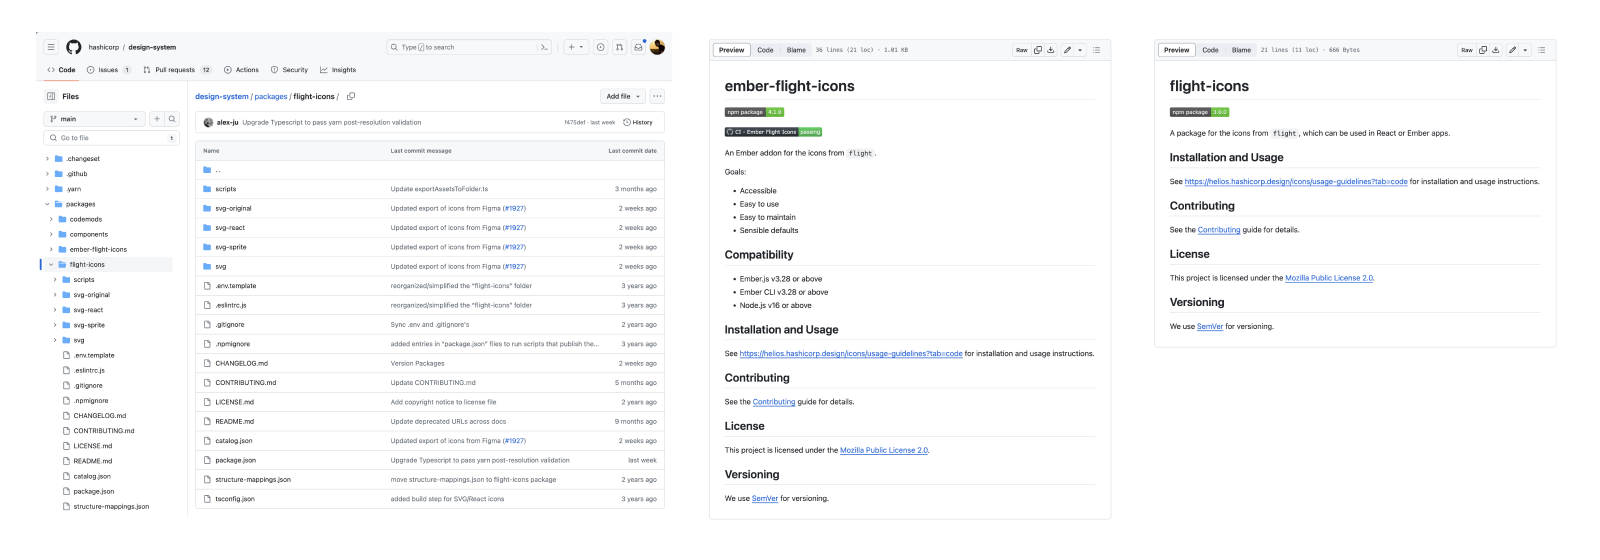 hashicorp / design-system
Type / to search
Code
Issues 1
Pull requests 12
Actions
Security
Insights
Files
main
Go to file
t
.changeset
.github
.yarn
packages
codemods
components
ember-flight-icons
flight-icons
scripts
svg-original
svg-react
svg-sprite
svg
.env.template
.eslintrc.js
.gitignore
.npmignore
CHANGELOG.md
CONTRIBUTING.md
LICENSE.md
README.md
catalog.json
package.json
structure-mappings.json
design-system / packages / flight-icons /
Add file
alex-ju Upgrade Typescript to pass yarn post-resolution validation
f475def · last week
History
Name Last commit message Last commit date
..
scripts Update exportAssetsToFolder.ts 3 months ago
svg-original Updated export of icons from Figma (#1927) 2 weeks ago
svg-react Updated export of icons from Figma (#1927) 2 weeks ago
svg-sprite Updated export of icons from Figma (#1927) 2 weeks ago
svg Updated export of icons from Figma (#1927) 2 weeks ago
.env.template reorganized/simplified the "flight-icons" folder 3 years ago
.eslintrc.js reorganized/simplified the "flight-icons" folder 3 years ago
.gitignore Sync .env and .gitignore's 2 years ago
.npmignore added entries in "package.json" files to run scripts that publish the... 3 years ago
CHANGELOG.md Version Packages 2 weeks ago
CONTRIBUTING.md Update CONTRIBUTING.md 5 months ago
LICENSE.md Add copyright notice to license file 2 years ago
README.md Update deprecated URLs across docs 9 months ago
catalog.json Updated export of icons from Figma (#1927) 2 weeks ago
package.json Upgrade Typescript to pass yarn post-resolution validation last week
structure-mappings.json move structure-mappings.json to flight-icons package 2 years ago
tsconfig.json added build step for SVG/React icons 3 years ago
Preview Code Blame 36 lines (21 loc) · 1.01 KB Raw
ember-flight-icons
npm package 4.1.0
CI - Ember Flight Icons passing
An Ember addon for the icons from flight.
Goals:
• Accessible
• Easy to use
• Easy to maintain
• Sensible defaults
Compatibility
• Ember.js v3.28 or above
• Ember CLI v3.28 or above
• Node.js v16 or above
Installation and Usage
See https://helios.hashicorp.design/icons/usage-guidelines?tab=code for installation and usage instructions.
Contributing
See the Contributing guide for details.
License
This project is licensed under the Mozilla Public License 2.0.
Versioning
We use SemVer for versioning.
Preview Code Blame 21 lines (11 loc) · 666 Bytes Raw
flight-icons
npm package 3.0.0
A package for the icons from flight, which can be used in React or Ember apps.
Installation and Usage
See https://helios.hashicorp.design/icons/usage-guidelines?tab=code for installation and usage instructions.
Contributing
See the Contributing guide for details.
License
This project is licensed under the Mozilla Public License 2.0.
Versioning
We use SemVer for versioning.